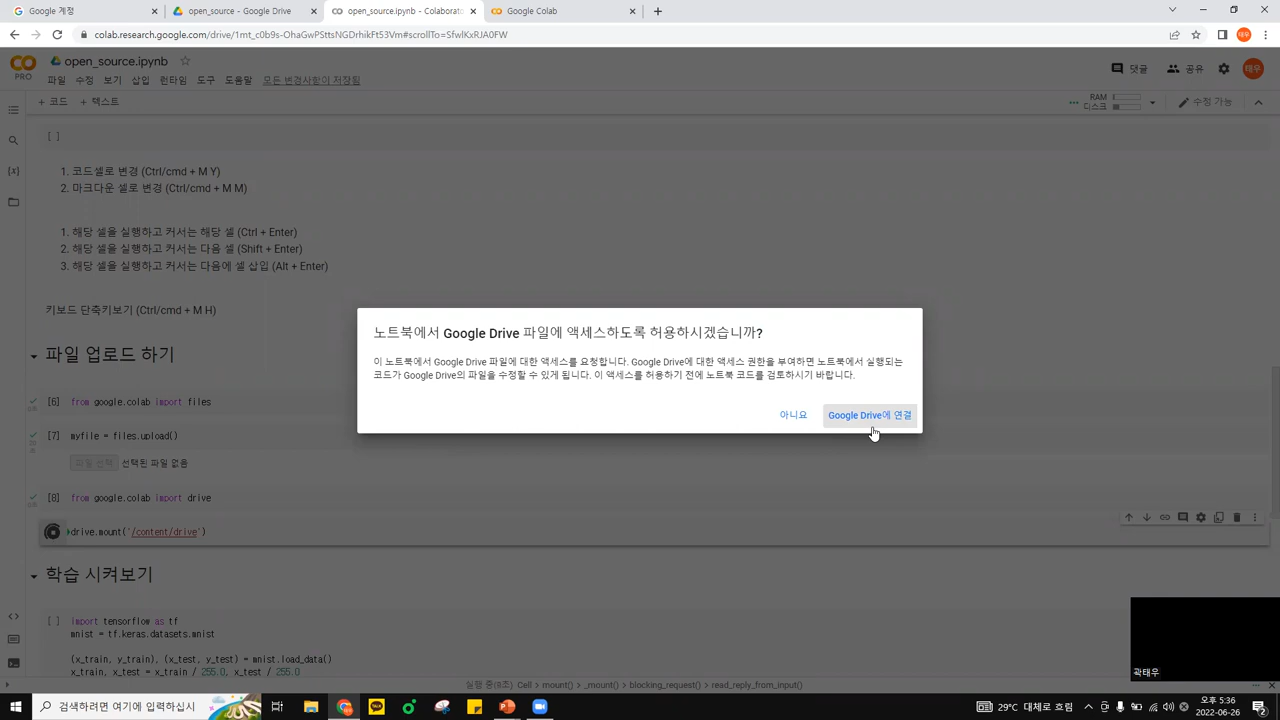 Google 계정
open_source - Google Drive
open_source.ipynb - Colaborato
Google Colab
colab.research.google.com/drive/1mt_c0b9s-OhaGwPSttsNGDrhikFt53Vm#scrollTo=SfwlKxRJA0FW
태우
PRO
open_source.ipynb
파일 수정 보기 삽입 런타임 도구 도움말 모든 변경사항이 저장됨
댓글 공유 태우
+ 코드 + 텍스트
RAM
디스크
수정 가능
[ ]
1. 코드셀로 변경 (Ctrl/cmd + M Y)
2. 마크다운 셀로 변경 (Ctrl/cmd + M M)
1. 해당 셀을 실행하고 커서는 해당 셀 (Ctrl + Enter)
2. 해당 셀을 실행하고 커서는 다음 셀 (Shift + Enter)
3. 해당 셀을 실행하고 커서는 다음에 셀 삽입 (Alt + Enter)
키보드 단축키보기 (Ctrl/cmd + M H)
노트북에서 Google Drive 파일에 액세스하도록 허용하시겠습니까?
이 노트북에서 Google Drive 파일에 대한 액세스를 요청합니다. Google Drive에 대한 액세스 권한을 부여하면 노트북에서 실행되는
코드가 Google Drive의 파일을 수정할 수 있게 됩니다. 이 액세스를 허용하기 전에 노트북 코드를 검토하시기 바랍니다.
아니요
Google Drive에 연결
파일 업로드 하기
[6] from google.colab import files
[7] myfile = files.upload()
파일 선택 선택된 파일 없음
[8] from google.colab import drive
drive.mount('/content/drive')
학습 시켜보기
[ ] import tensorflow as tf
mnist = tf.keras.datasets.mnist
(x_train, y_train), (x_test, y_test) = mnist.load_data()
x_train, x_test = x_train / 255.0, x_test / 255.0
곽태우
실행 중(9초) Cell > mount() > _mount() > blocking_request() > read_reply_from_input()
검색하려면 여기에 입력하십시
29°C 대체로 흐림
오후 5:36
2022-06-26